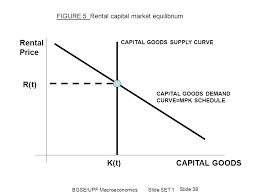 FIGURE 5 Rental capital market equilibrium
Rental
Price
CAPITAL GOODS SUPPLY CURVE
R(t)
CAPITAL GOODS DEMAND
CURVE=MPK SCHEDULE
K(t)
CAPITAL GOODS
BGSE/UPF Macroeconomics Slide SET 1 Slide 38